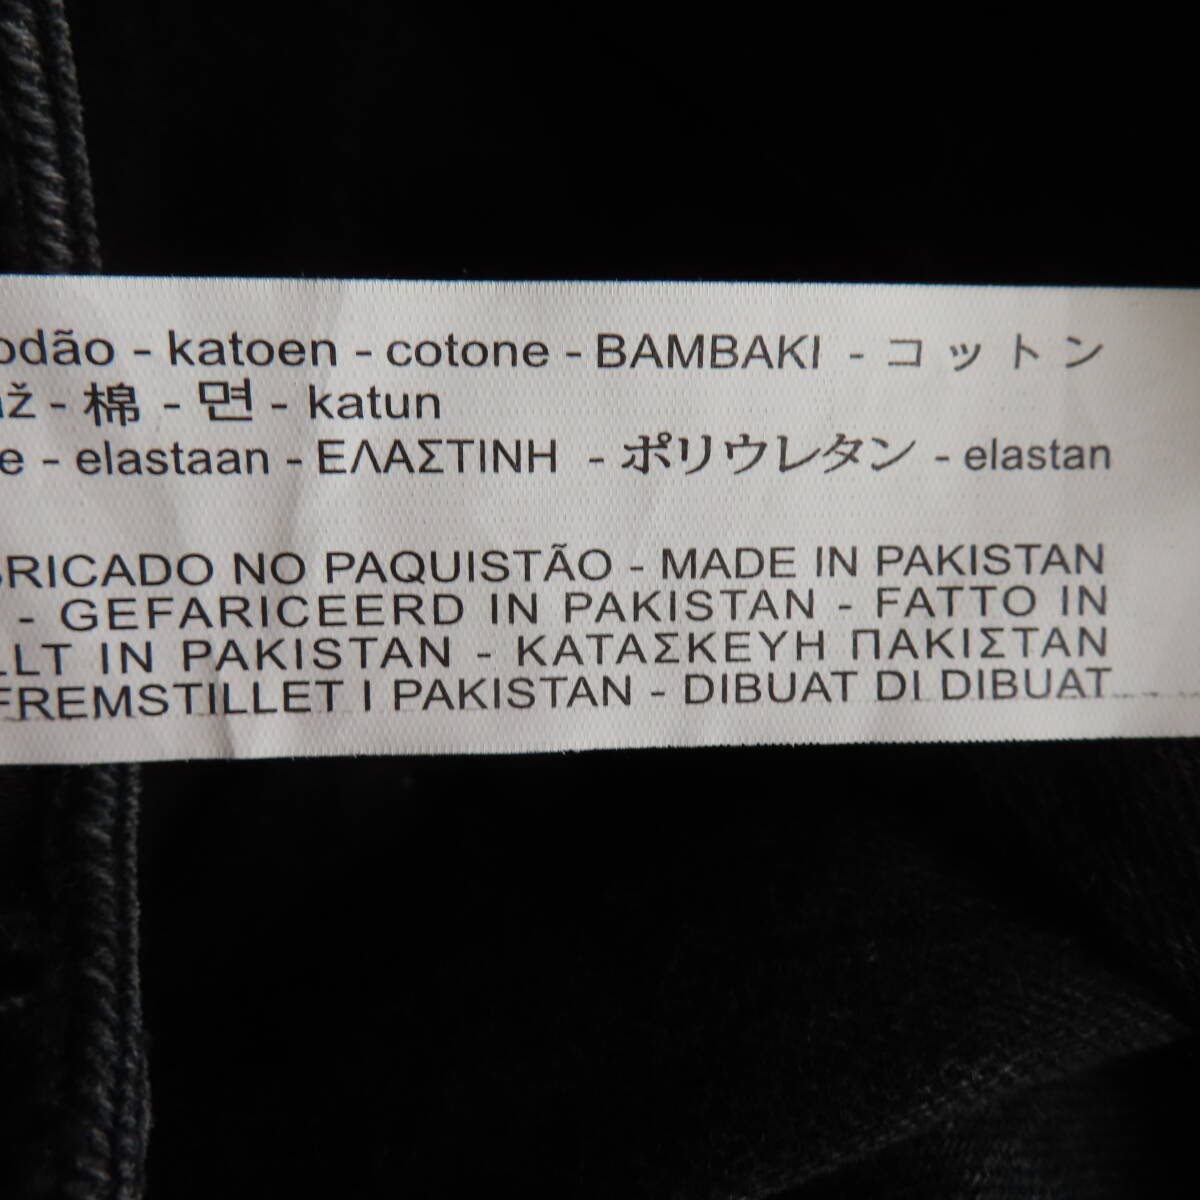 odão - katoen - cotone - BAMBAKI - コットン
ž - 棉 - 면 - katun
e - elastaan - ΕΛΑΣΤΙΝΗ - ポリウレタン - elastan
BRICADO NO PAQUISTÃO - MADE IN PAKISTAN
- GEFARICEERD IN PAKISTAN - FATTO IN
LLT IN PAKISTAN - ΚΑΤΑΣΚΕΥΗ ΠΑΚΙΣΤΑΝ
FREMSTILLET I PAKISTAN - DIBUAT DI DIBUAT